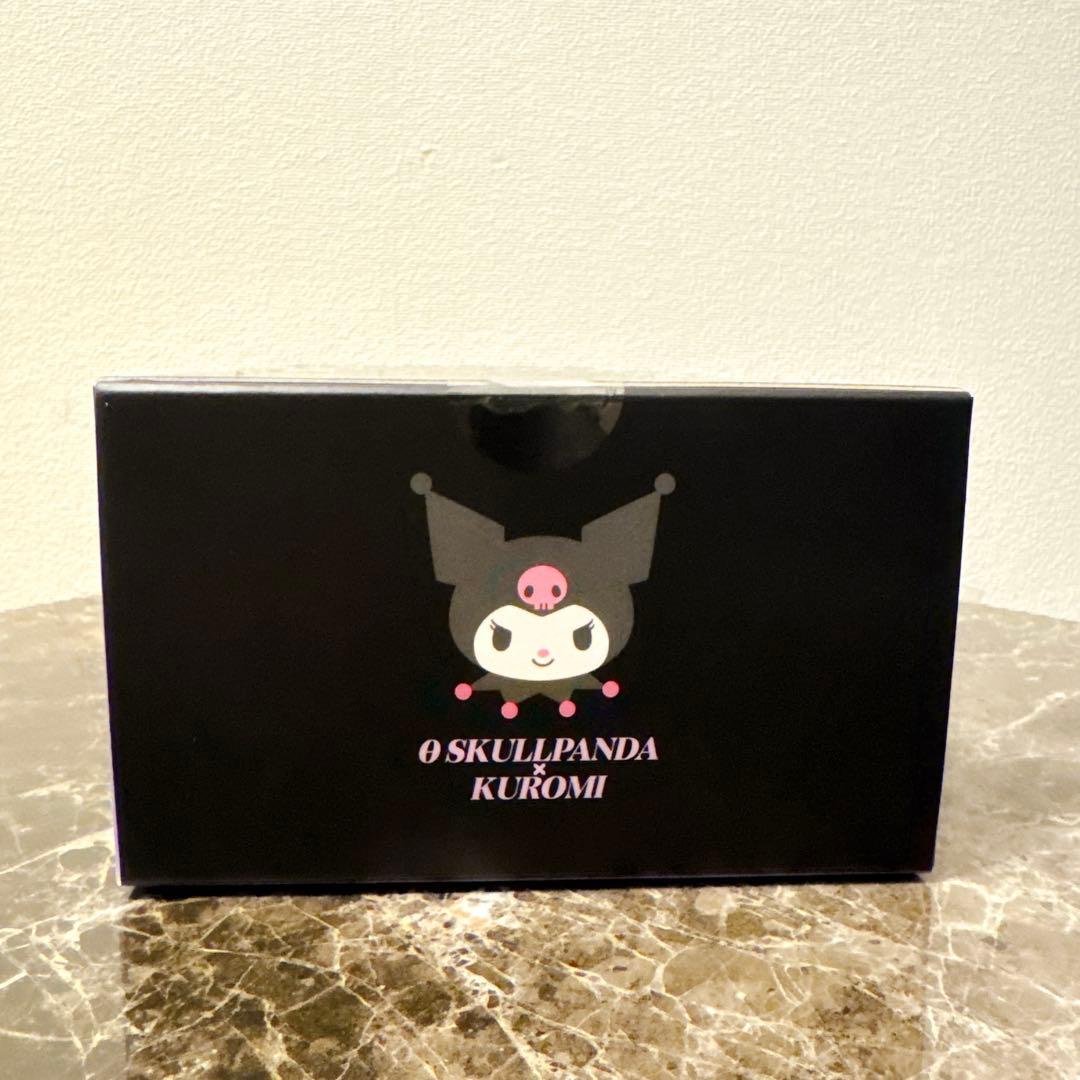 θ SKULLPANDA
×
KUROMI